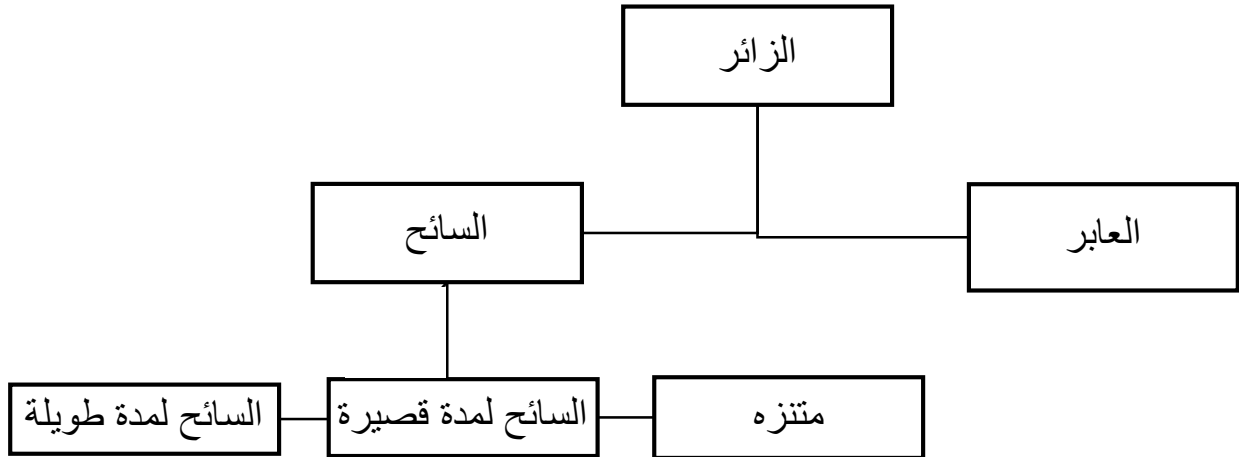 الزائر
العابر
السائح
متنزه
السائح لمدة قصيرة
السائح لمدة طويلة